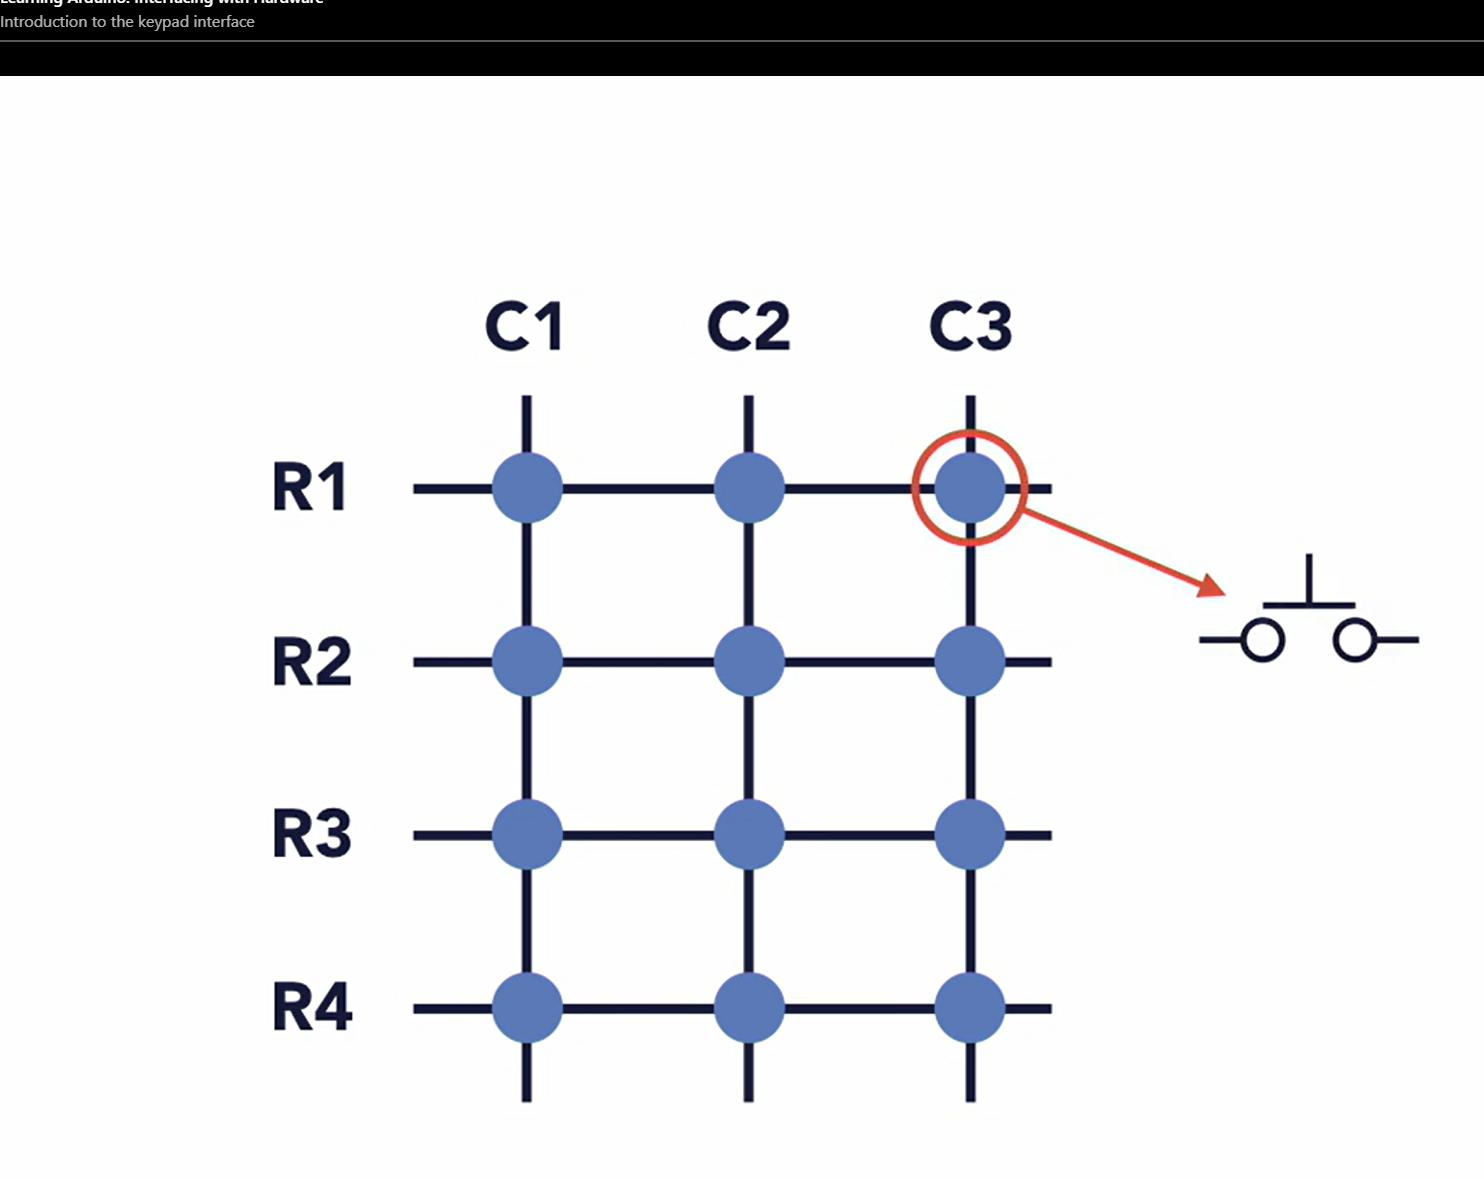 Learning Arduino: Interfacing with Hardware
Introduction to the keypad interface
C1 C2 C3
R1
R2
R3
R4